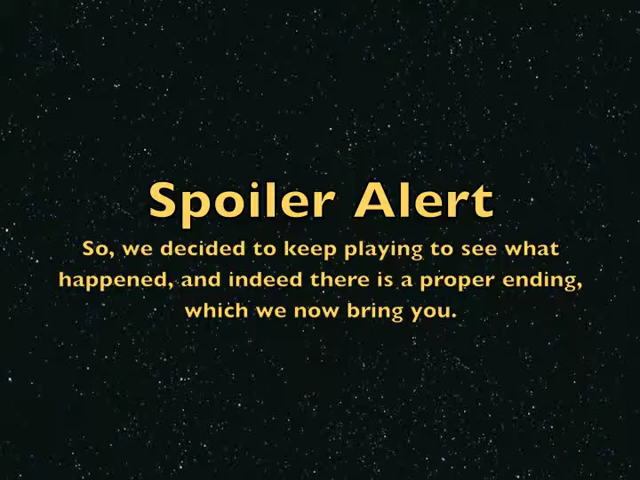 Spoiler Alert
So, we decided to keep playing to see what
happened, and indeed there is a proper ending,
which we now bring you.